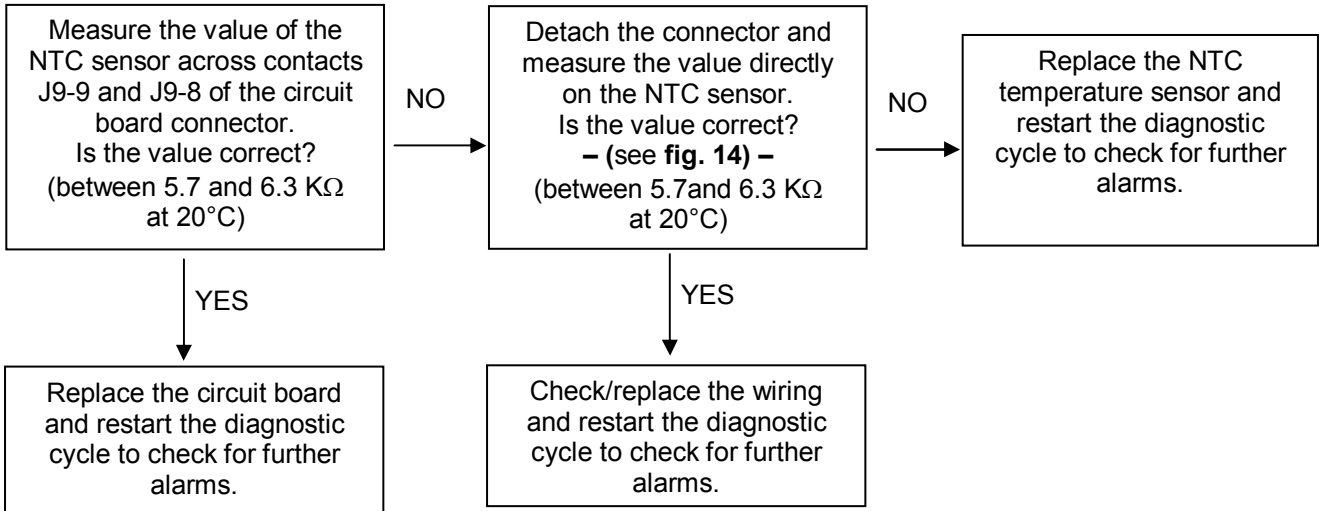 Measure the value of the
NTC sensor across contacts
J9-9 and J9-8 of the circuit
board connector.
Is the value correct?
(between 5.7 and 6.3 KΩ
at 20°C)
NO
Detach the connector and
measure the value directly
on the NTC sensor.
Is the value correct?
– (see fig. 14) –
(between 5.7and 6.3 KΩ
at 20°C)
NO
Replace the NTC
temperature sensor and
restart the diagnostic
cycle to check for further
alarms.
YES
YES
Replace the circuit board
and restart the diagnostic
cycle to check for further
alarms.
Check/replace the wiring
and restart the diagnostic
cycle to check for further
alarms.